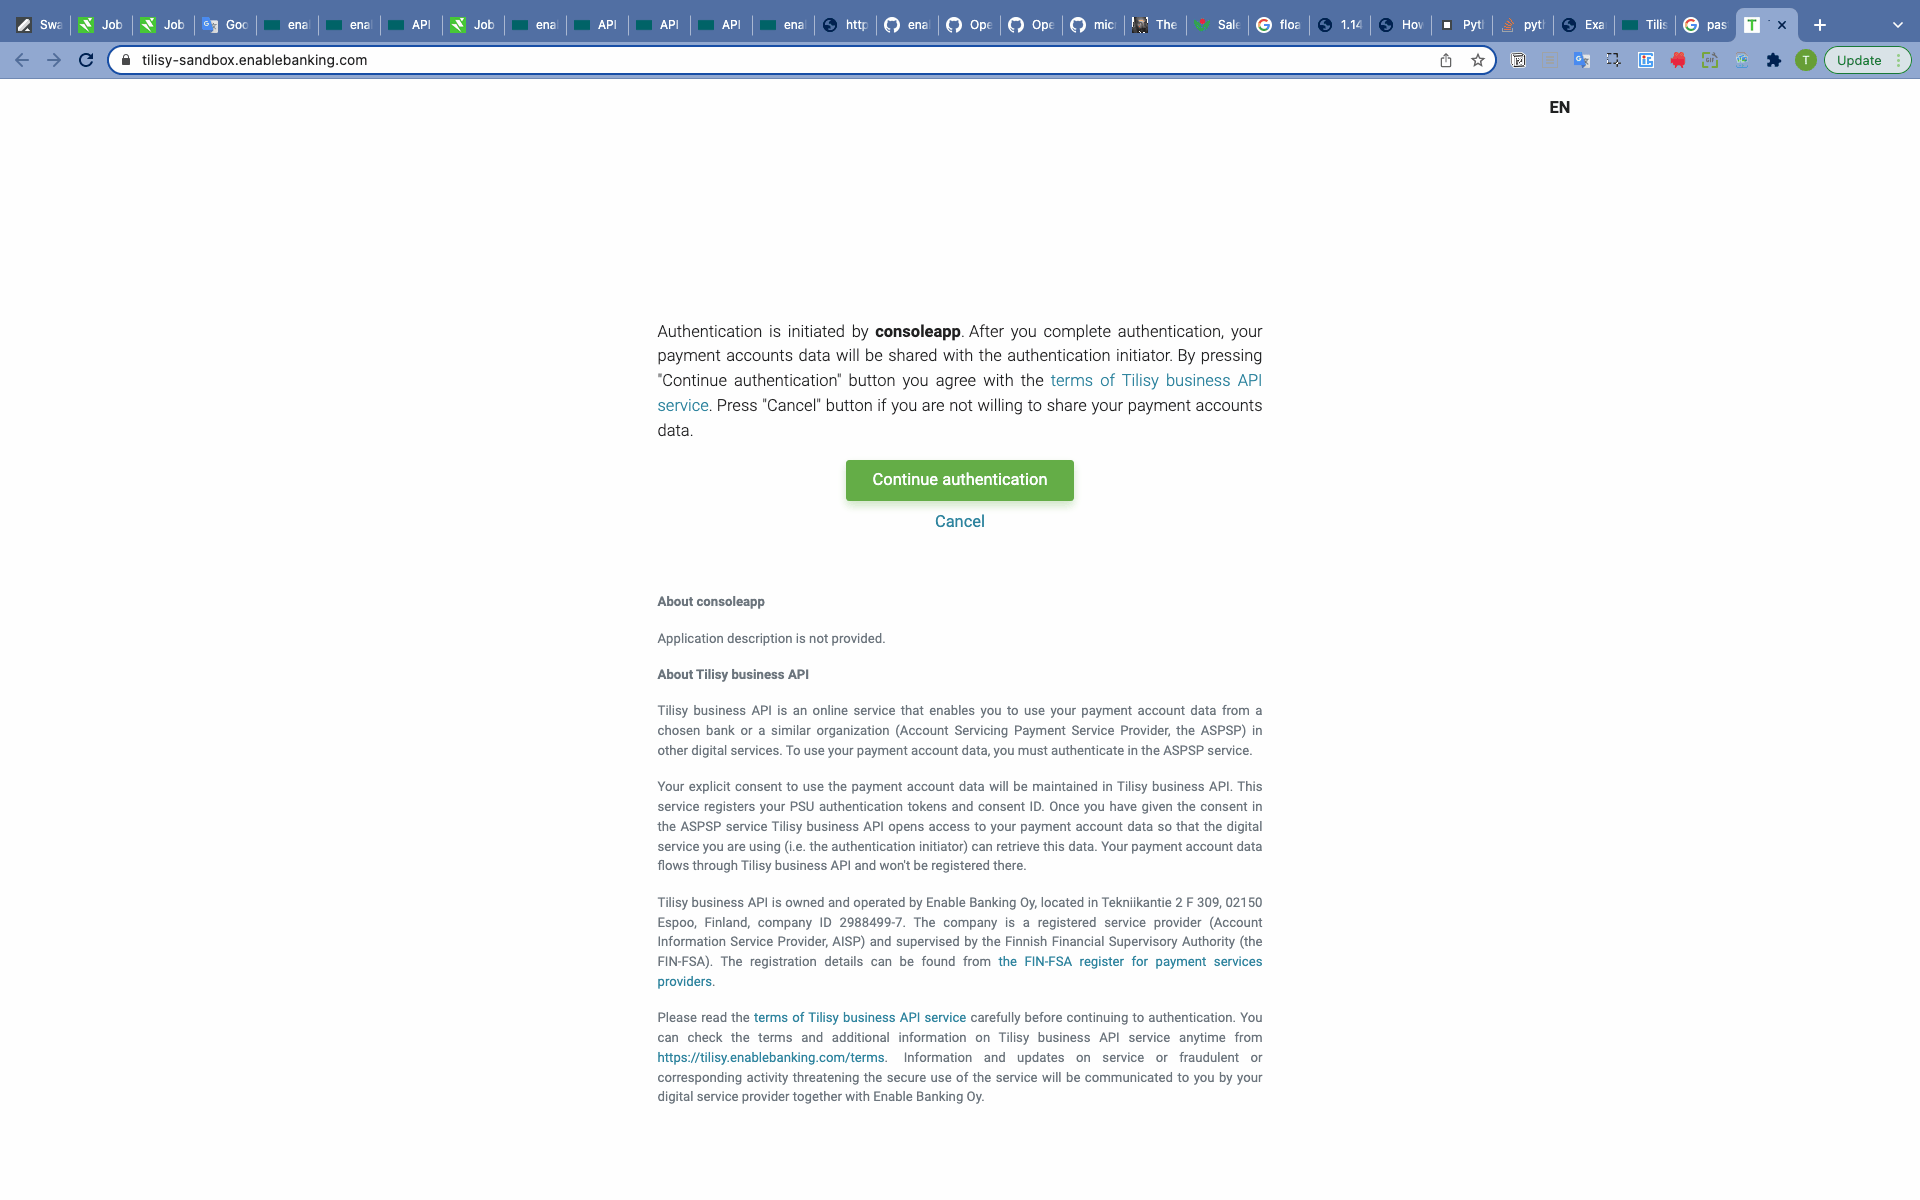 Swa Job Job Goo enal enal API Job enal API API API enal http enal Ope Ope mic The Sale floa 1.14 How Pyt pyt Exa Tilis pas
tilisy-sandbox.enablebanking.com
T Update
EN
Authentication is initiated by consoleapp. After you complete authentication, your
payment accounts data will be shared with the authentication initiator. By pressing
"Continue authentication" button you agree with the terms of Tilisy business API
service. Press "Cancel" button if you are not willing to share your payment accounts
data.
Continue authentication
Cancel
About consoleapp
Application description is not provided.
About Tilisy business API
Tilisy business API is an online service that enables you to use your payment account data from a
chosen bank or a similar organization (Account Servicing Payment Service Provider, the ASPSP) in
other digital services. To use your payment account data, you must authenticate in the ASPSP service.
Your explicit consent to use the payment account data will be maintained in Tilisy business API. This
service registers your PSU authentication tokens and consent ID. Once you have given the consent in
the ASPSP service Tilisy business API opens access to your payment account data so that the digital
service you are using (i.e. the authentication initiator) can retrieve this data. Your payment account data
flows through Tilisy business API and won't be registered there.
Tilisy business API is owned and operated by Enable Banking Oy, located in Tekniikantie 2 F 309, 02150
Espoo, Finland, company ID 2988499-7. The company is a registered service provider (Account
Information Service Provider, AISP) and supervised by the Finnish Financial Supervisory Authority (the
FIN-FSA). The registration details can be found from the FIN-FSA register for payment services
providers.
Please read the terms of Tilisy business API service carefully before continuing to authentication. You
can check the terms and additional information on Tilisy business API service anytime from
https://tilisy.enablebanking.com/terms. Information and updates on service or fraudulent or
corresponding activity threatening the secure use of the service will be communicated to you by your
digital service provider together with Enable Banking Oy.